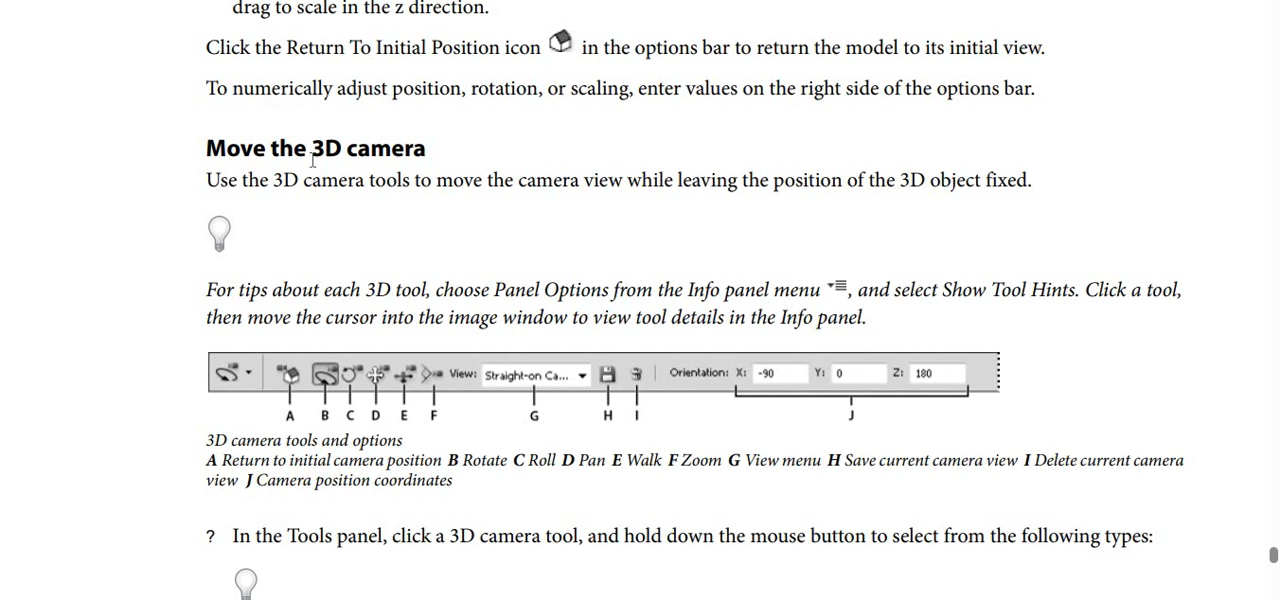 drag to scale in the z direction.
Click the Return To Initial Position icon in the options bar to return the model to its initial view.
To numerically adjust position, rotation, or scaling, enter values on the right side of the options bar.
Move the 3D camera
Use the 3D camera tools to move the camera view while leaving the position of the 3D object fixed.
For tips about each 3D tool, choose Panel Options from the Info panel menu , and select Show Tool Hints. Click a tool,
then move the cursor into the image window to view tool details in the Info panel.
View: Straight-on Ca... Orientation: X: -90 Y: 0 Z: 180
A B C D E F G H I J
3D camera tools and options
A Return to initial camera position B Rotate C Roll D Pan E Walk F Zoom G View menu H Save current camera view I Delete current camera
view J Camera position coordinates
? In the Tools panel, click a 3D camera tool, and hold down the mouse button to select from the following types: